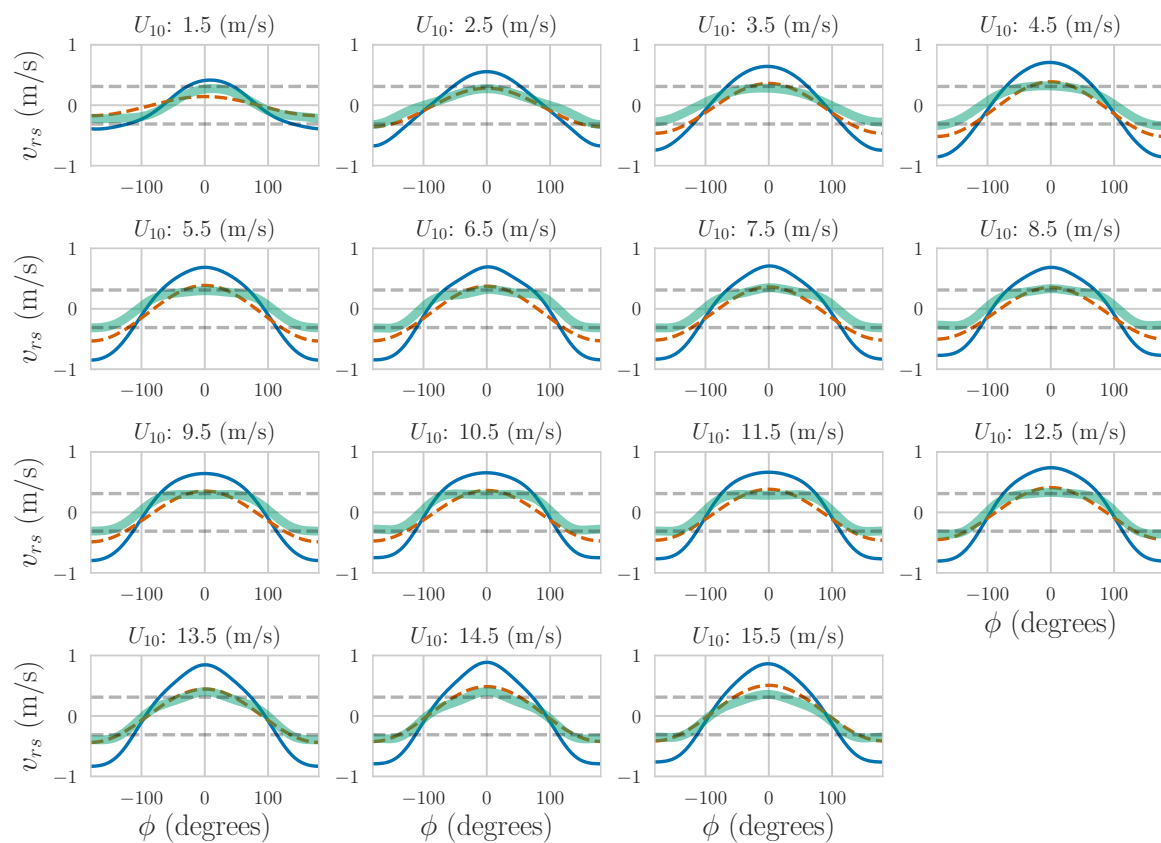 U10: 1.5 (m/s) U10: 2.5 (m/s) U10: 3.5 (m/s) U10: 4.5 (m/s)
1 1 1 1
0 0 0 0
−1 −1 −1 −1
vrs (m/s)
−100 0 100 −100 0 100 −100 0 100 −100 0 100
U10: 5.5 (m/s) U10: 6.5 (m/s) U10: 7.5 (m/s) U10: 8.5 (m/s)
1 1 1 1
0 0 0 0
−1 −1 −1 −1
vrs (m/s)
−100 0 100 −100 0 100 −100 0 100 −100 0 100
U10: 9.5 (m/s) U10: 10.5 (m/s) U10: 11.5 (m/s) U10: 12.5 (m/s)
1 1 1 1
0 0 0 0
−1 −1 −1 −1
vrs (m/s)
−100 0 100 −100 0 100 −100 0 100 −100 0 100
ϕ (degrees)
U10: 13.5 (m/s) U10: 14.5 (m/s) U10: 15.5 (m/s)
1 1 1
0 0 0
−1 −1 −1
vrs (m/s)
−100 0 100 −100 0 100 −100 0 100
ϕ (degrees) ϕ (degrees) ϕ (degrees)